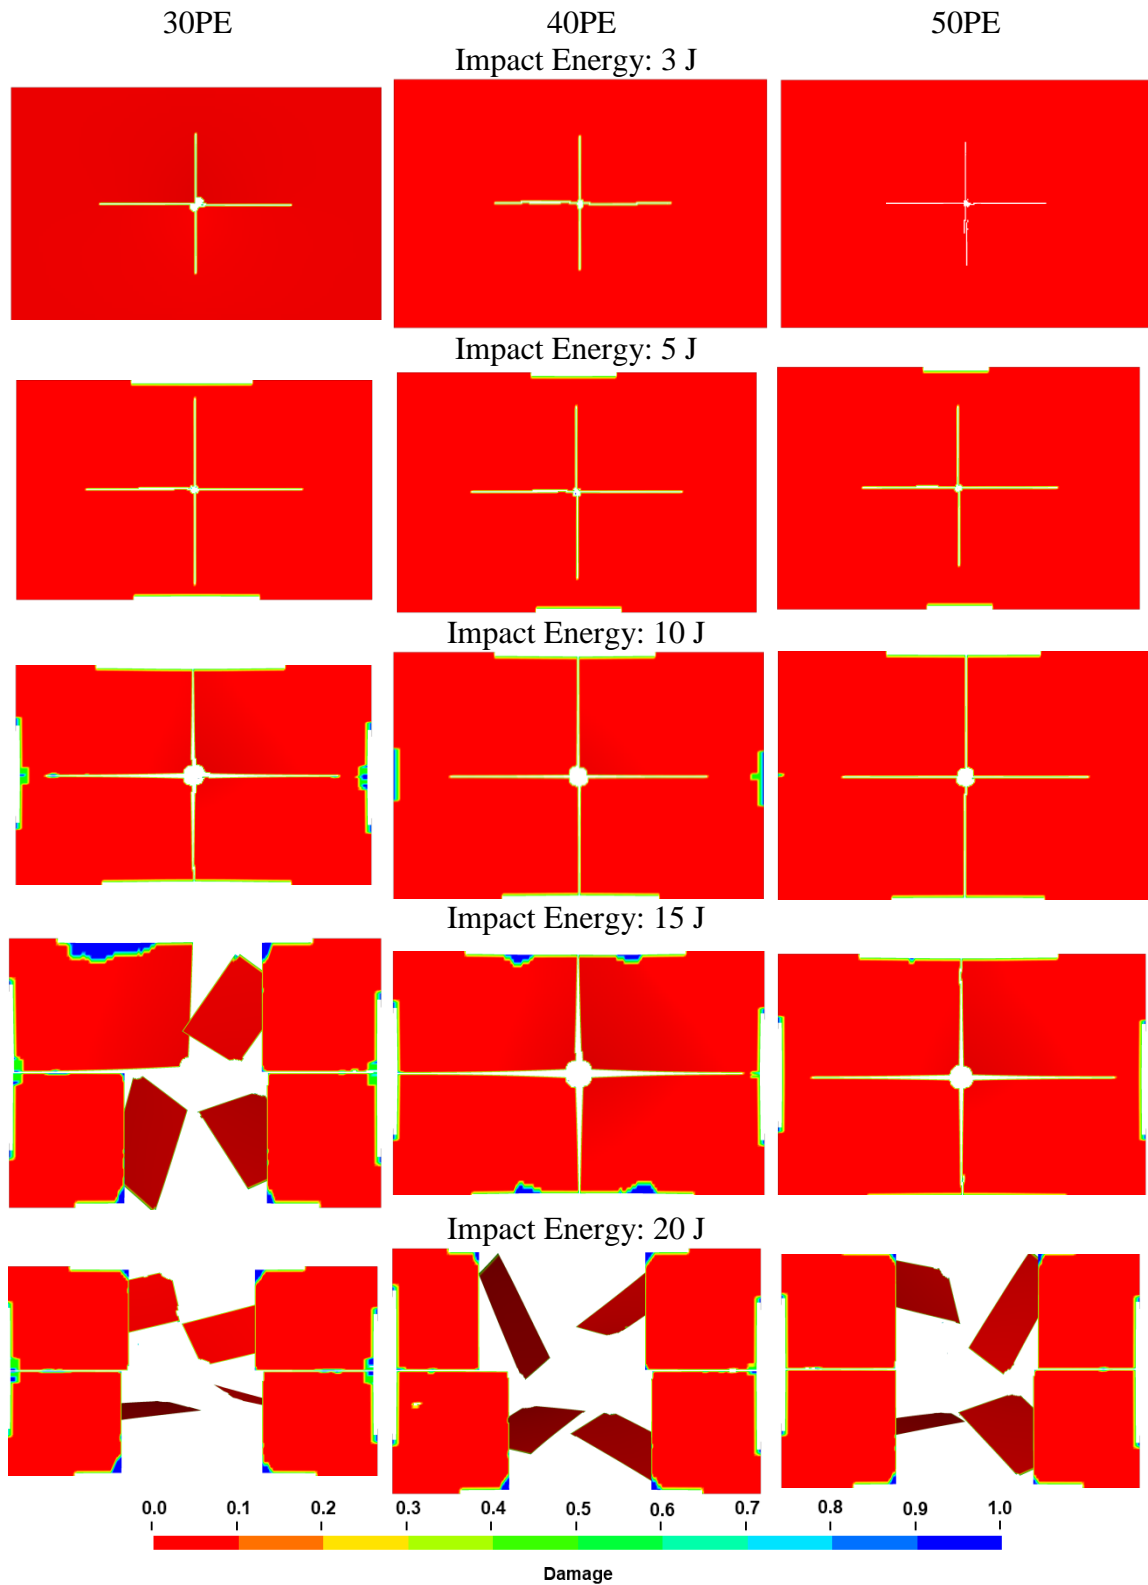 30PE 40PE 50PE
Impact Energy: 3 J
Impact Energy: 5 J
Impact Energy: 10 J
Impact Energy: 15 J
Impact Energy: 20 J
0.0 0.1 0.2 0.3 0.4 0.5 0.6 0.7 0.8 0.9 1.0
Damage